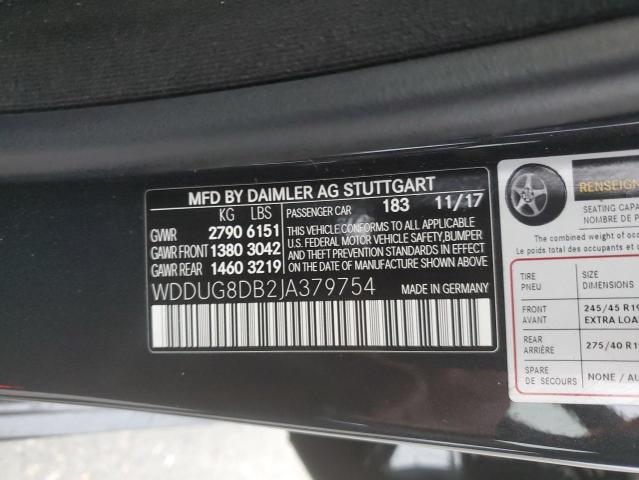 MFD BY DAIMLER AG STUTTGART
KG LBS PASSENGER CAR 183 11/17
GVWR 2790 6151 THIS VEHICLE CONFORMS TO ALL APPLICABLE
GAWR FRONT 1380 3042 U.S. FEDERAL MOTOR VEHICLE SAFETY, BUMPER
GAWR REAR 1460 3219 AND THEFT PREVENTION STANDARDS IN EFFECT
ON THE DATE OF MANUFACTURE SHOWN ABOVE.
WDDUG8DB2JA379754 MADE IN GERMANY
RENSEIGN
SEATING CAPA
The combined weight of occu
Le poids total des occupants et
TIRE SIZE
PNEU DIMENSIONS
FRONT 245/45 R19
AVANT EXTRA LOA
REAR 275/40 R1
ARRIÈRE
SPARE NONE / AU
DE SECOURS